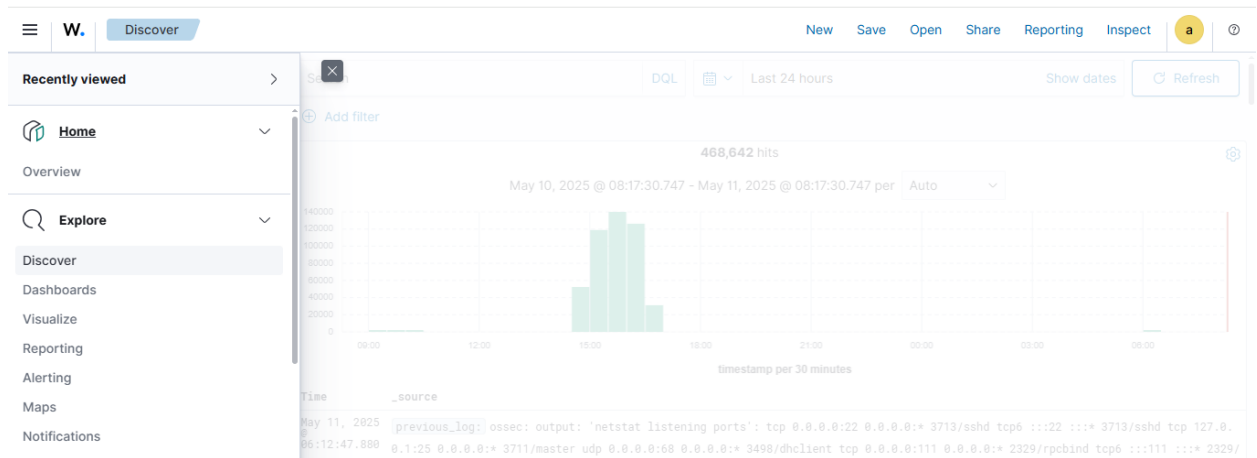 W. Discover New Save Open Share Reporting Inspect a
Recently viewed
DQL Last 24 hours Show dates Refresh
Home
Add filter
Overview
468,642 hits
May 10, 2025 @ 08:17:30.747 - May 11, 2025 @ 08:17:30.747 per Auto
Explore
140000
120000
100000
80000
60000
40000
20000
0
09:00 12:00 15:00 18:00 21:00 00:00 03:00 06:00
timestamp per 30 minutes
Discover
Dashboards
Visualize
Reporting
Alerting
Maps
Notifications
Time _source
May 11, 2025 @ 06:12:47.880
previous_log: ossec: output: 'netstat listening ports': tcp 0.0.0.0:22 0.0.0.0:* 3713/sshd tcp6 :::22 :::* 3713/sshd tcp 127.0.
0.1:25 0.0.0.0:* 3711/master udp 0.0.0.0:68 0.0.0.0:* 3498/dhclient tcp 0.0.0.0:111 0.0.0.0:* 2329/rpcbind tcp6 :::111 :::* 2329/